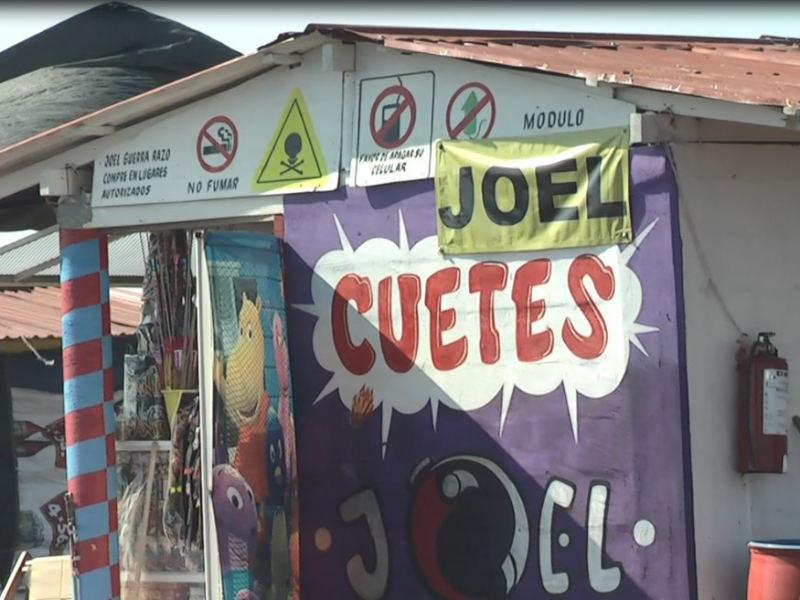 JOEL GUERRA RAZO
COMPRE EN LUGARES
AUTORIZADOS
NO FUMAR
FAVOR DE APAGAR SU
CELULAR
MODULO
JOEL
CUETES
JOEL